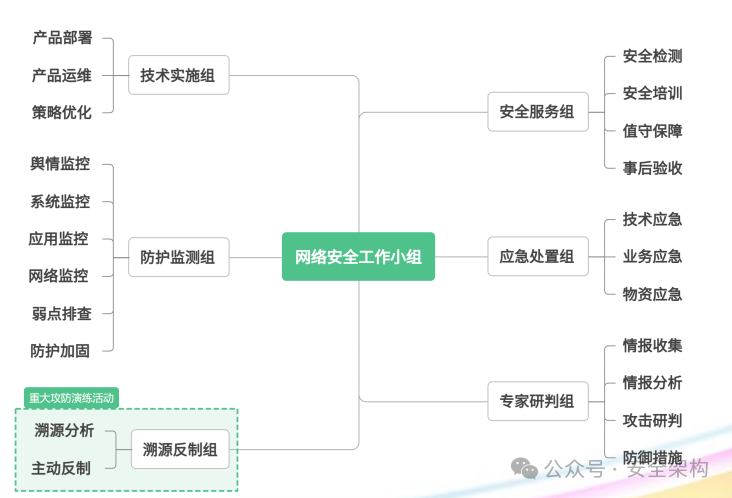 产品部署
产品运维
策略优化
技术实施组
舆情监控
系统监控
应用监控
网络监控
弱点排查
防护加固
防护监测组
重大攻防演练活动
溯源分析
主动反制
溯源反制组
网络安全工作小组
安全服务组
安全检测
安全培训
值守保障
事后验收
应急处置组
技术应急
业务应急
物资应急
专家研判组
情报收集
情报分析
攻击研判
防御措施
公众号 · 安全架构